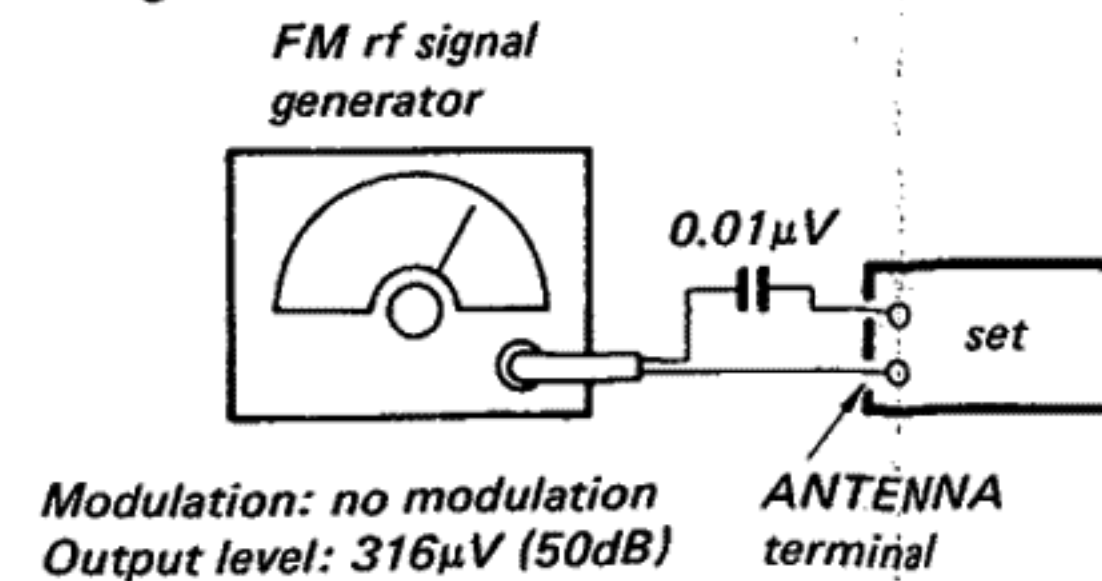 FM rf signal
generator
0.01μV
set
Modulation: no modulation
Output level: 316μV (50dB)
ANTENNA
terminal